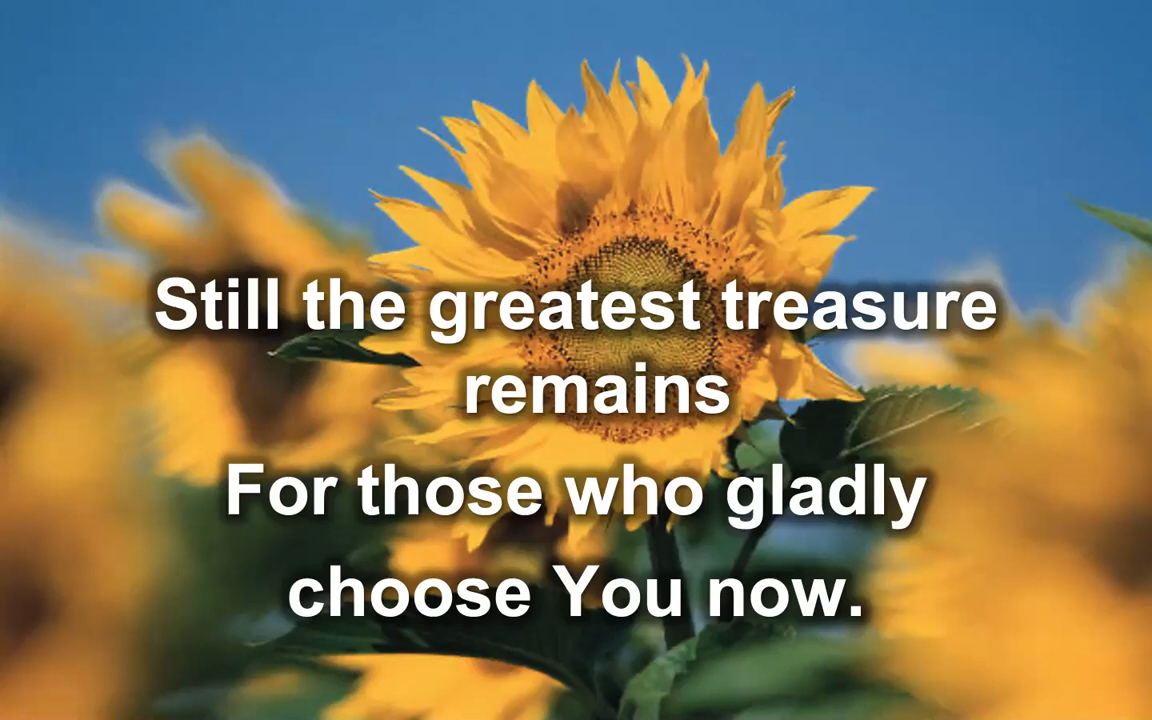 Still the greatest treasure
remains
For those who gladly
choose You now.